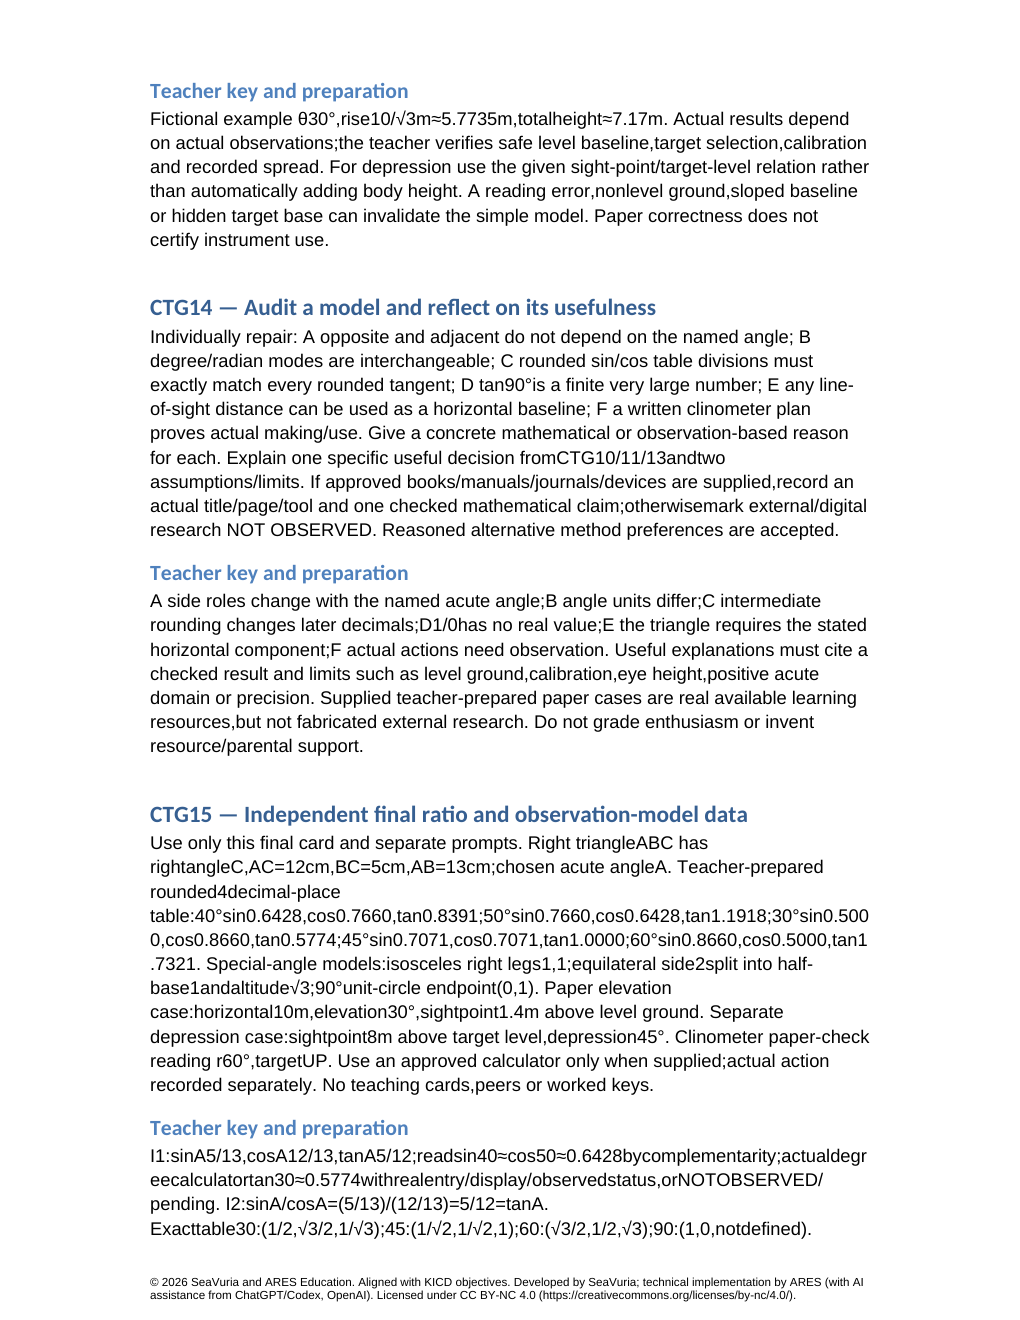 Teacher key and preparation
Fictional example θ30°,rise10/√3m≈5.7735m,totalheight≈7.17m. Actual results depend
on actual observations;the teacher verifies safe level baseline,target selection,calibration
and recorded spread. For depression use the given sight-point/target-level relation rather
than automatically adding body height. A reading error,nonlevel ground,sloped baseline
or hidden target base can invalidate the simple model. Paper correctness does not
certify instrument use.
CTG14 — Audit a model and reflect on its usefulness
Individually repair: A opposite and adjacent do not depend on the named angle; B
degree/radian modes are interchangeable; C rounded sin/cos table divisions must
exactly match every rounded tangent; D tan90°is a finite very large number; E any line-
of-sight distance can be used as a horizontal baseline; F a written clinometer plan
proves actual making/use. Give a concrete mathematical or observation-based reason
for each. Explain one specific useful decision fromCTG10/11/13andtwo
assumptions/limits. If approved books/manuals/journals/devices are supplied,record an
actual title/page/tool and one checked mathematical claim;otherwisemark external/digital
research NOT OBSERVED. Reasoned alternative method preferences are accepted.
Teacher key and preparation
A side roles change with the named acute angle;B angle units differ;C intermediate
rounding changes later decimals;D1/0has no real value;E the triangle requires the stated
horizontal component;F actual actions need observation. Useful explanations must cite a
checked result and limits such as level ground,calibration,eye height,positive acute
domain or precision. Supplied teacher-prepared paper cases are real available learning
resources,but not fabricated external research. Do not grade enthusiasm or invent
resource/parental support.
CTG15 — Independent final ratio and observation-model data
Use only this final card and separate prompts. Right triangleABC has
rightangleC,AC=12cm,BC=5cm,AB=13cm;chosen acute angleA. Teacher-prepared
rounded4decimal-place
table:40°sin0.6428,cos0.7660,tan0.8391;50°sin0.7660,cos0.6428,tan1.1918;30°sin0.500
0,cos0.8660,tan0.5774;45°sin0.7071,cos0.7071,tan1.0000;60°sin0.8660,cos0.5000,tan1
.7321. Special-angle models:isosceles right legs1,1;equilateral side2split into half-
base1andaltitude√3;90°unit-circle endpoint(0,1). Paper elevation
case:horizontal10m,elevation30°,sightpoint1.4m above level ground. Separate
depression case:sightpoint8m above target level,depression45°. Clinometer paper-check
reading r60°,targetUP. Use an approved calculator only when supplied;actual action
recorded separately. No teaching cards,peers or worked keys.
Teacher key and preparation
I1:sinA5/13,cosA12/13,tanA5/12;readsin40≈cos50≈0.6428bycomplementarity;actualdegr
eecalculatortan30≈0.5774withrealentry/display/observedstatus,orNOTOBSERVED/
pending. I2:sinA/cosA=(5/13)/(12/13)=5/12=tanA.
Exacttable30:(1/2,√3/2,1/√3);45:(1/√2,1/√2,1);60:(√3/2,1/2,√3);90:(1,0,notdefined).
© 2026 SeaVuria and ARES Education. Aligned with KICD objectives. Developed by SeaVuria; technical implementation by ARES (with AI
assistance from ChatGPT/Codex, OpenAI). Licensed under CC BY-NC 4.0 (https://creativecommons.org/licenses/by-nc/4.0/).